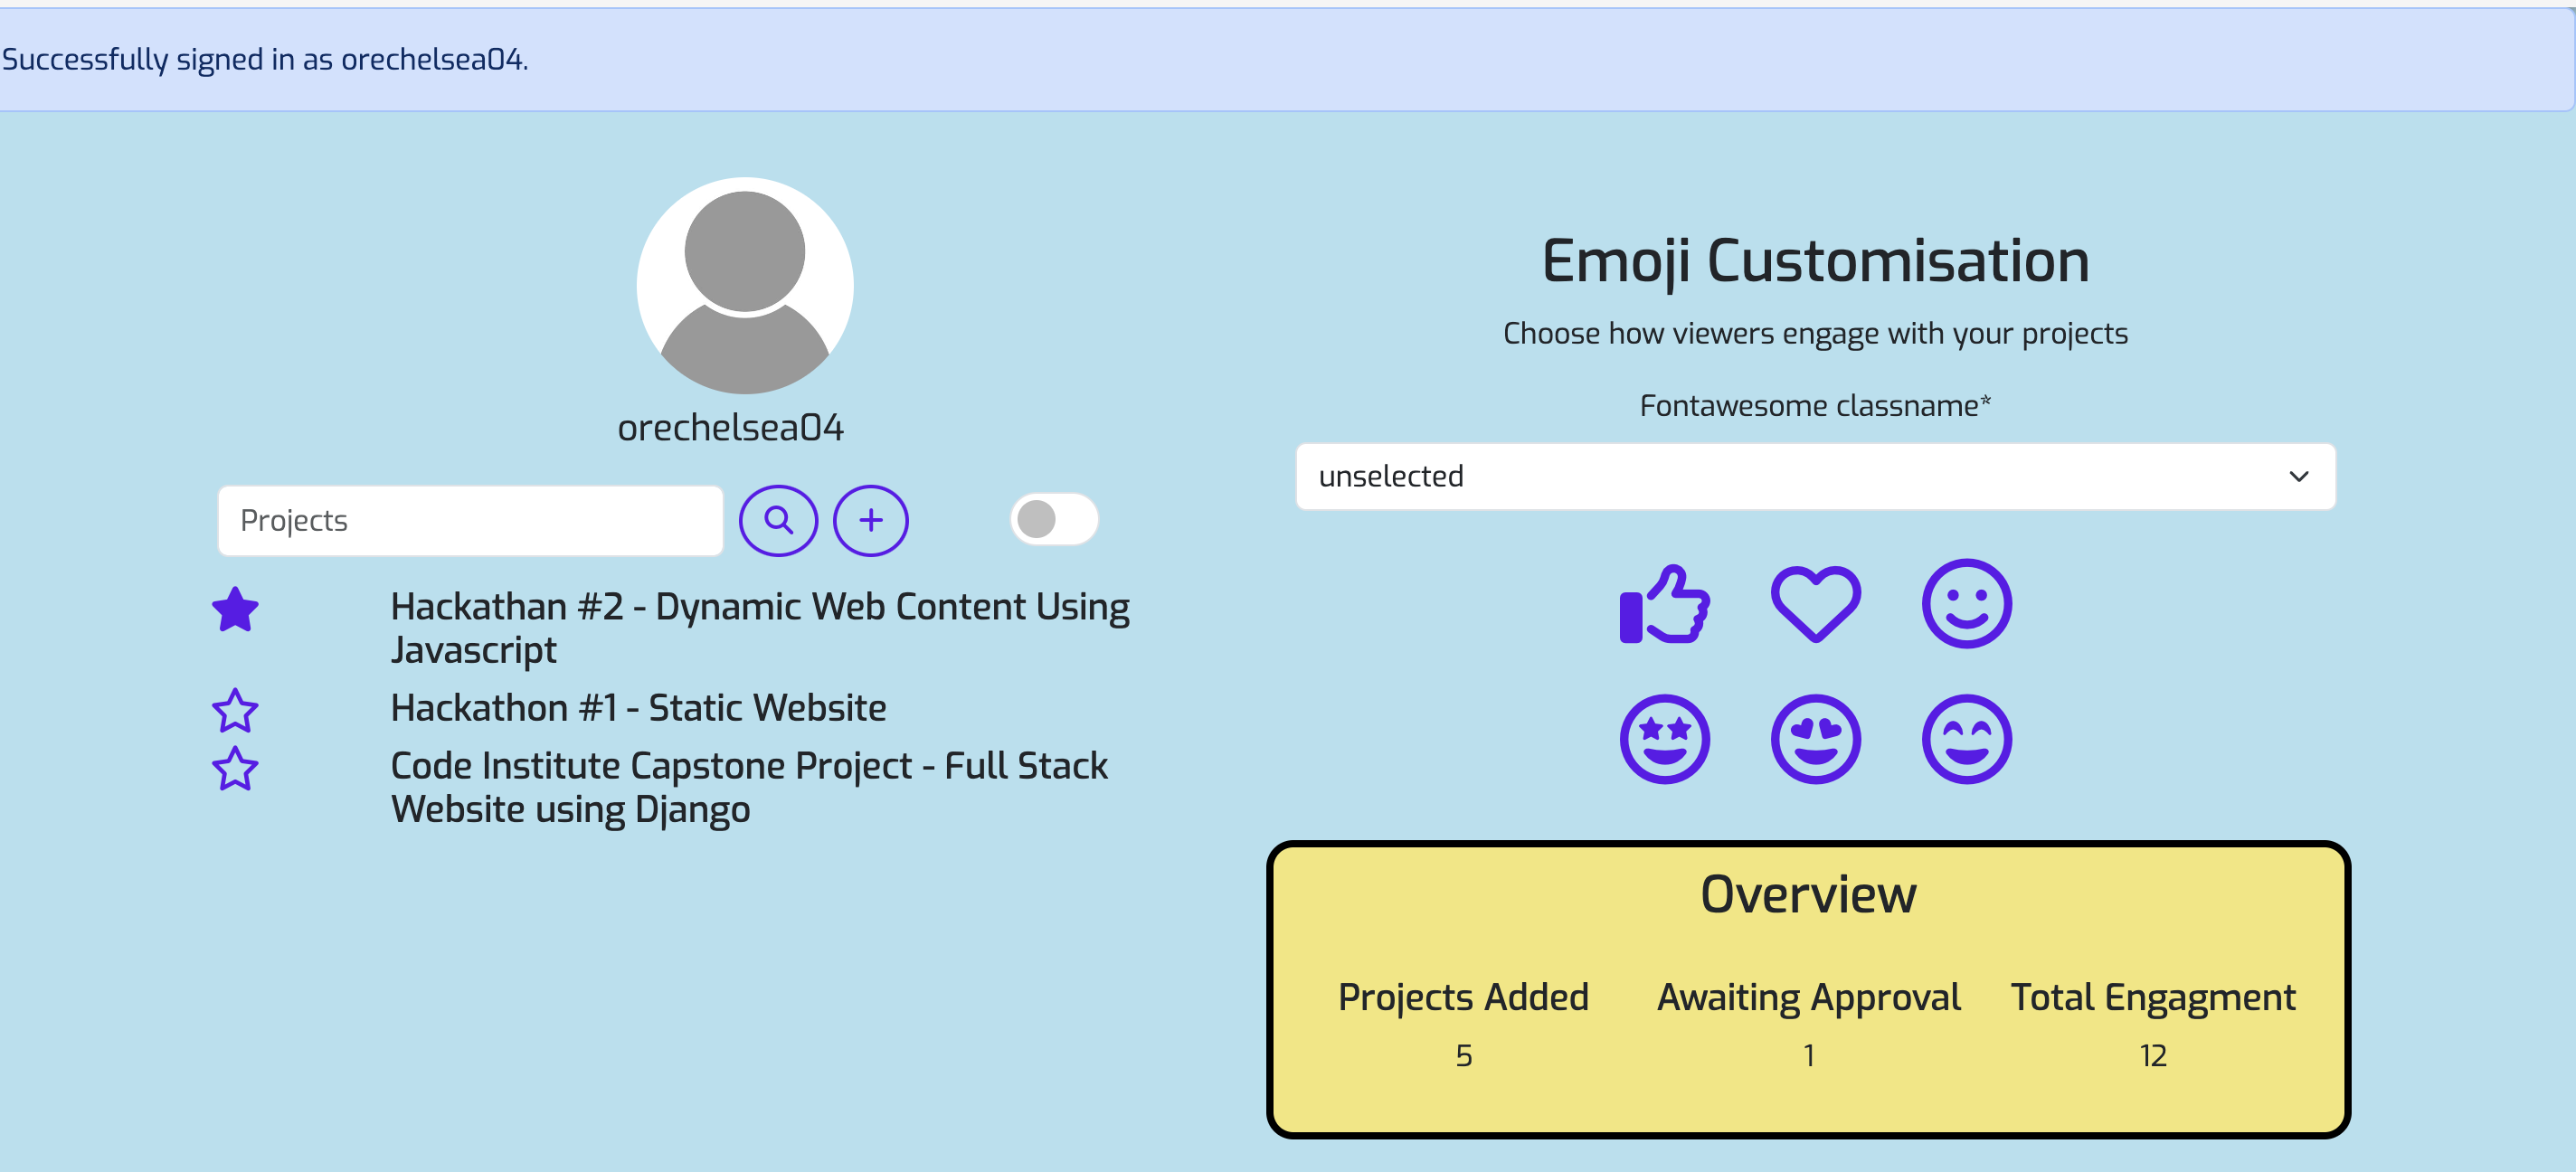 Successfully signed in as orechelsea04.
orechelsea04
Projects
Hackathan #2 - Dynamic Web Content Using
Javascript
Hackathon #1 - Static Website
Code Institute Capstone Project - Full Stack
Website using Django
Emoji Customisation
Choose how viewers engage with your projects
Fontawesome classname*
unselected
Overview
Projects Added Awaiting Approval Total Engagment
5 1 12